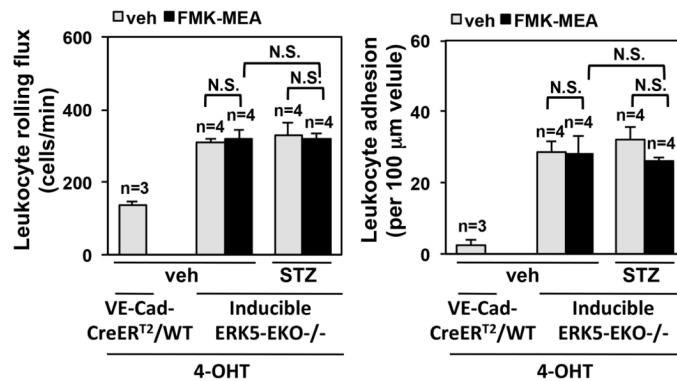 veh FMK-MEA
Leukocyte rolling flux
(cells/min)
600
400
200
0
N.S.
N.S.
N.S.
n=3
n=4
n=4
n=4
n=4
veh
STZ
VE-Cad-
CreERT2/WT
Inducible
ERK5-EKO-/-
4-OHT
veh FMK-MEA
Leukocyte adhesion
(per 100 μm velule)
60
40
20
0
N.S.
N.S.
N.S.
n=3
n=4
n=4
n=4
n=4
veh
STZ
VE-Cad-
CreERT2/WT
Inducible
ERK5-EKO-/-
4-OHT